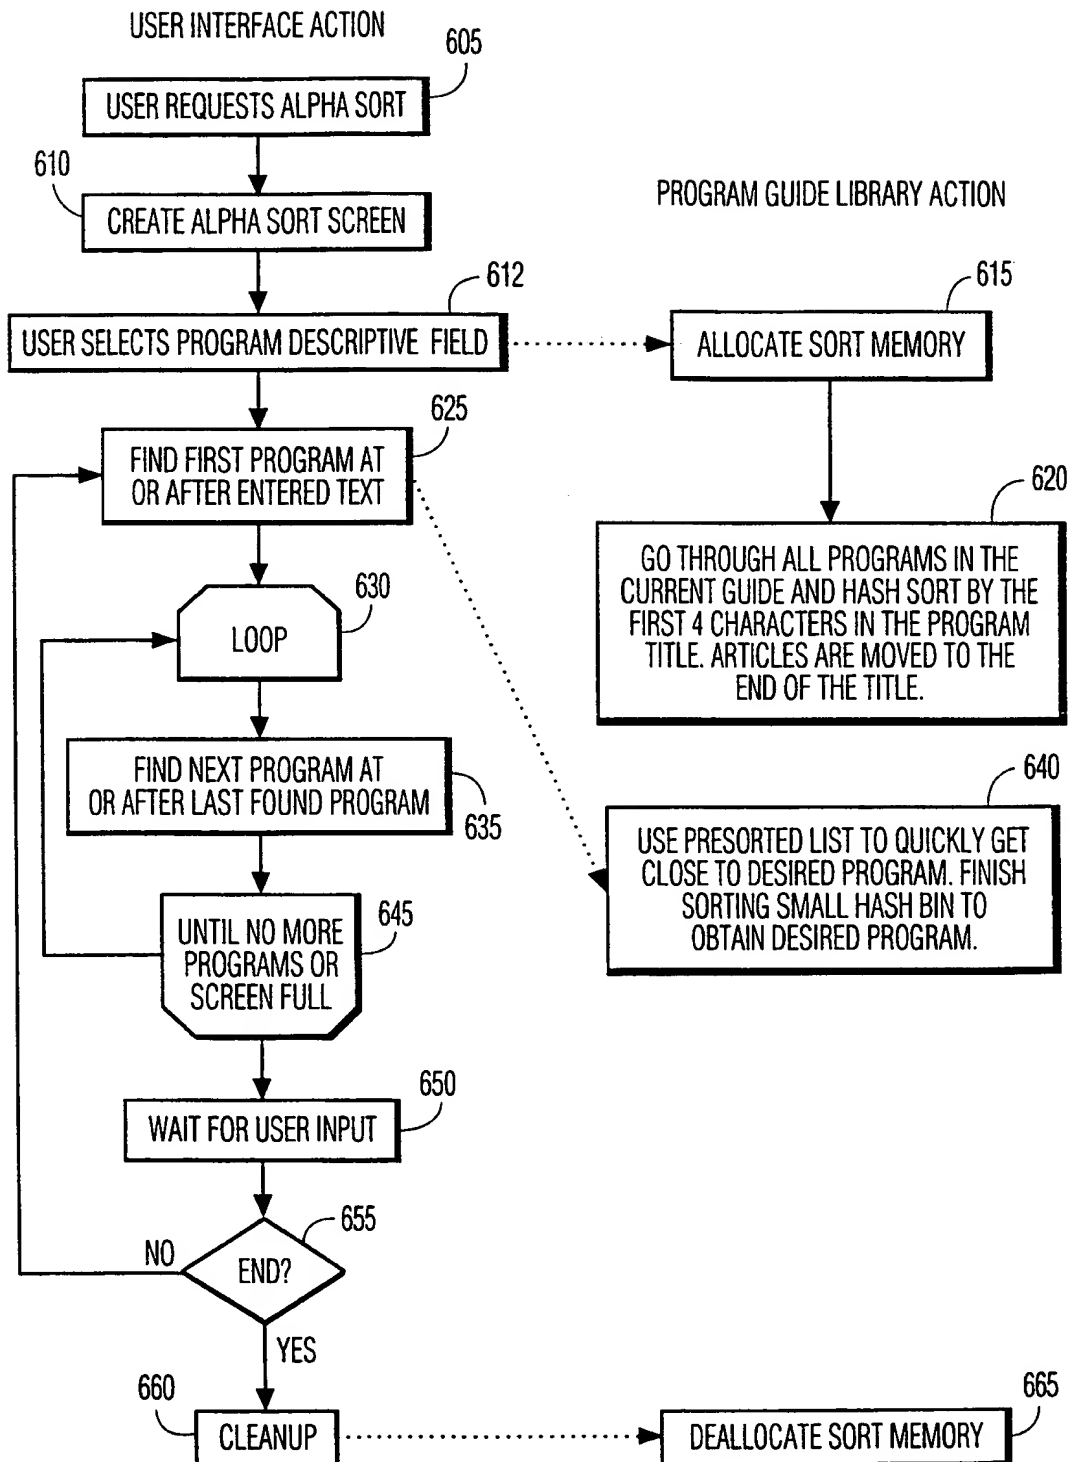 USER INTERFACE ACTION
605
USER REQUESTS ALPHA SORT
610
CREATE ALPHA SORT SCREEN
PROGRAM GUIDE LIBRARY ACTION
612
USER SELECTS PROGRAM DESCRIPTIVE FIELD
615
ALLOCATE SORT MEMORY
625
FIND FIRST PROGRAM AT
OR AFTER ENTERED TEXT
620
GO THROUGH ALL PROGRAMS IN THE
CURRENT GUIDE AND HASH SORT BY THE
FIRST 4 CHARACTERS IN THE PROGRAM
TITLE. ARTICLES ARE MOVED TO THE
END OF THE TITLE.
630
LOOP
FIND NEXT PROGRAM AT
OR AFTER LAST FOUND PROGRAM
635
640
USE PRESORTED LIST TO QUICKLY GET
CLOSE TO DESIRED PROGRAM. FINISH
SORTING SMALL HASH BIN TO
OBTAIN DESIRED PROGRAM.
645
UNTIL NO MORE
PROGRAMS OR
SCREEN FULL
650
WAIT FOR USER INPUT
655
NO
END?
YES
660
CLEANUP
665
DEALLOCATE SORT MEMORY